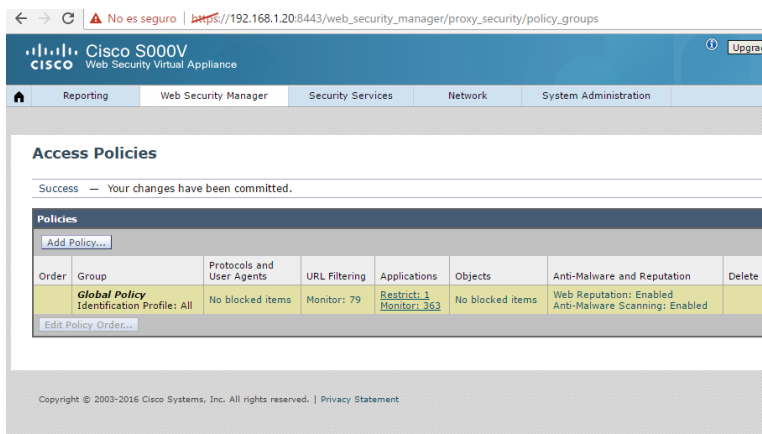 No es seguro | https://192.168.1.20:8443/web_security_manager/proxy_security/policy_groups
cisco Cisco S000V
Web Security Virtual Appliance
Reporting Web Security Manager Security Services Network System Administration
Access Policies
Success — Your changes have been committed.
Policies
Add Policy...
Order Group Protocols and User Agents URL Filtering Applications Objects Anti-Malware and Reputation Delete
Global Policy
Identification Profile: All
No blocked items
Monitor: 79
Restrict: 1
Monitor: 363
No blocked items
Web Reputation: Enabled
Anti-Malware Scanning: Enabled
Edit Policy Order...
Copyright © 2003-2016 Cisco Systems, Inc. All rights reserved. | Privacy Statement